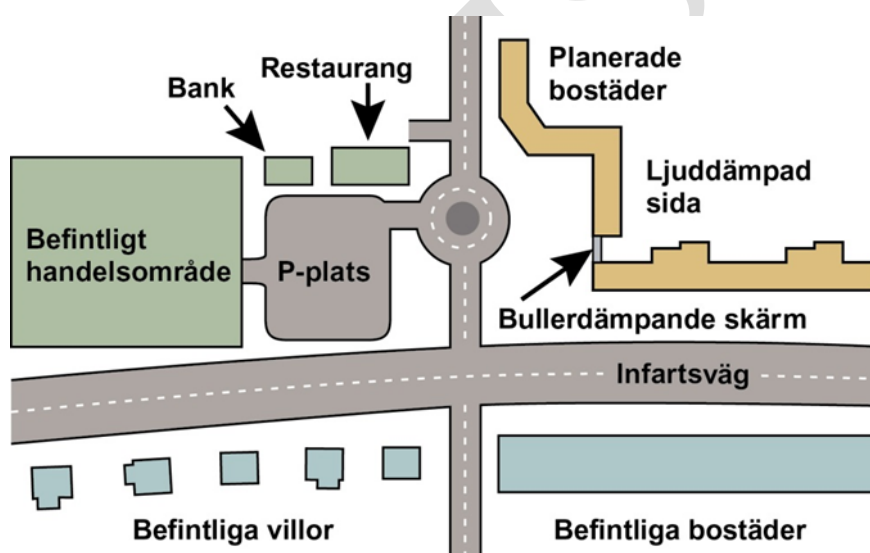 Planerade
bostäder
Restaurang
Bank
Ljuddämpad
sida
Befintligt
handelsområde
P-plats
Bullerdämpande skärm
Infartsväg
Befintliga villor
Befintliga bostäder